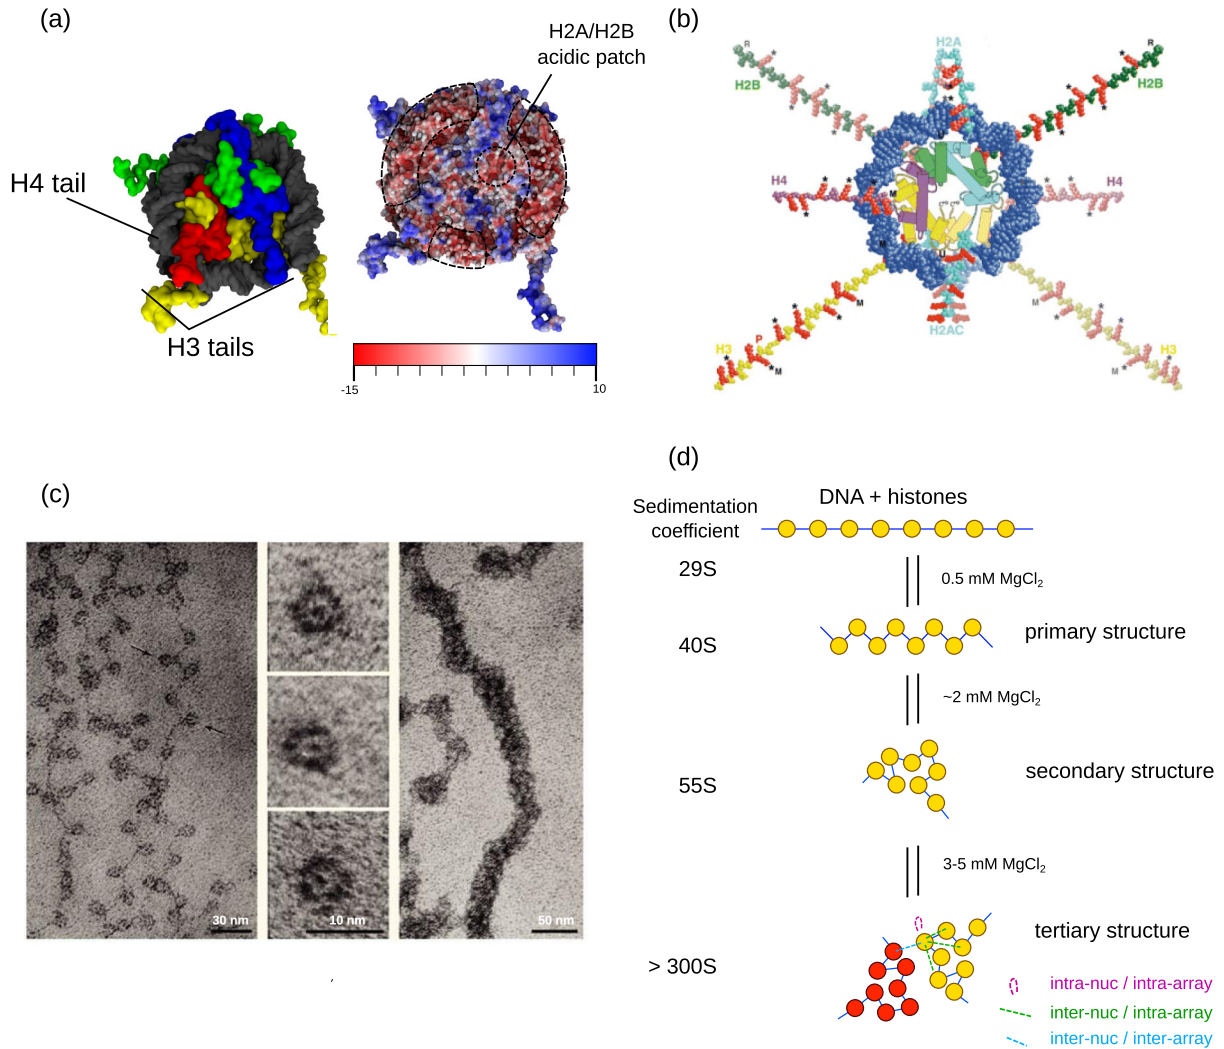 (a)
H2A/H2B
acidic patch
H4 tail
H3 tails
-15
10
(b)
H2A
R
R
H2B
H2B
H4
H4
M
M
U
M
M
P
H3
H3
M
M
H2AC
(c)
30 nm
10 nm
50 nm
(d)
Sedimentation
coefficient
DNA + histones
29S
0.5 mM MgCl₂
40S
primary structure
~2 mM MgCl₂
55S
secondary structure
3-5 mM MgCl₂
> 300S
tertiary structure
intra-nuc / intra-array
inter-nuc / intra-array
inter-nuc / inter-array